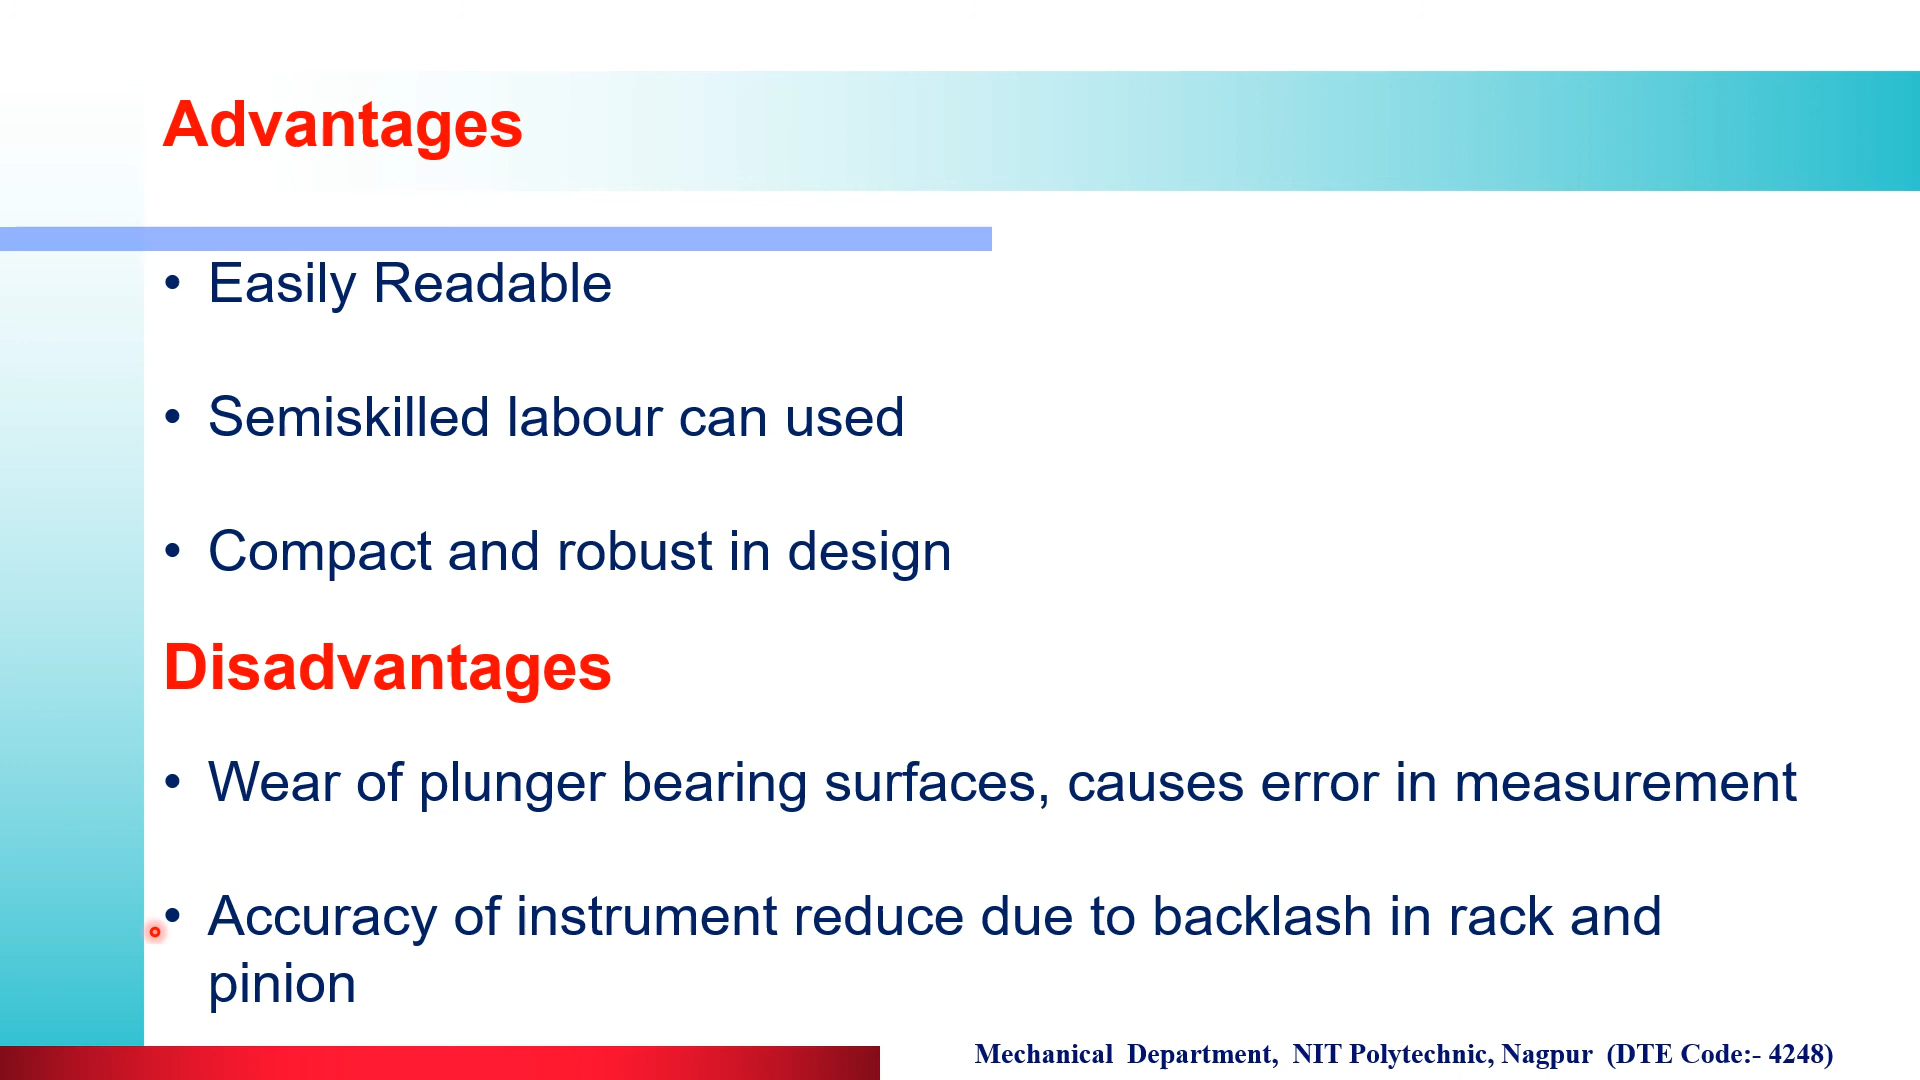 Advantages
• Easily Readable
• Semiskilled labour can used
• Compact and robust in design
Disadvantages
• Wear of plunger bearing surfaces, causes error in measurement
• Accuracy of instrument reduce due to backlash in rack and
pinion
Mechanical Department, NIT Polytechnic, Nagpur (DTE Code:- 4248)